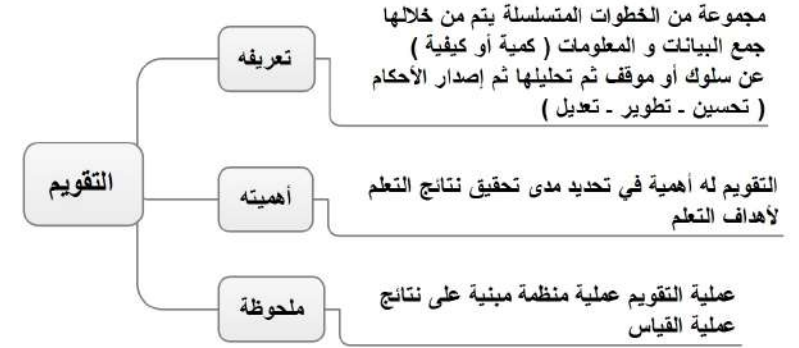 التقويم
تعريفه
مجموعة من الخطوات المتسلسلة يتم من خلالها
جمع البيانات و المعلومات ( كمية أو كيفية )
عن سلوك أو موقف ثم تحليلها ثم إصدار الأحكام
( تحسين - تطوير - تعديل )
أهميته
التقويم له أهمية في تحديد مدى تحقيق نتائج التعلم
لأهداف التعلم
ملحوظة
عملية التقويم عملية منظمة مبنية على نتائج
عملية القياس